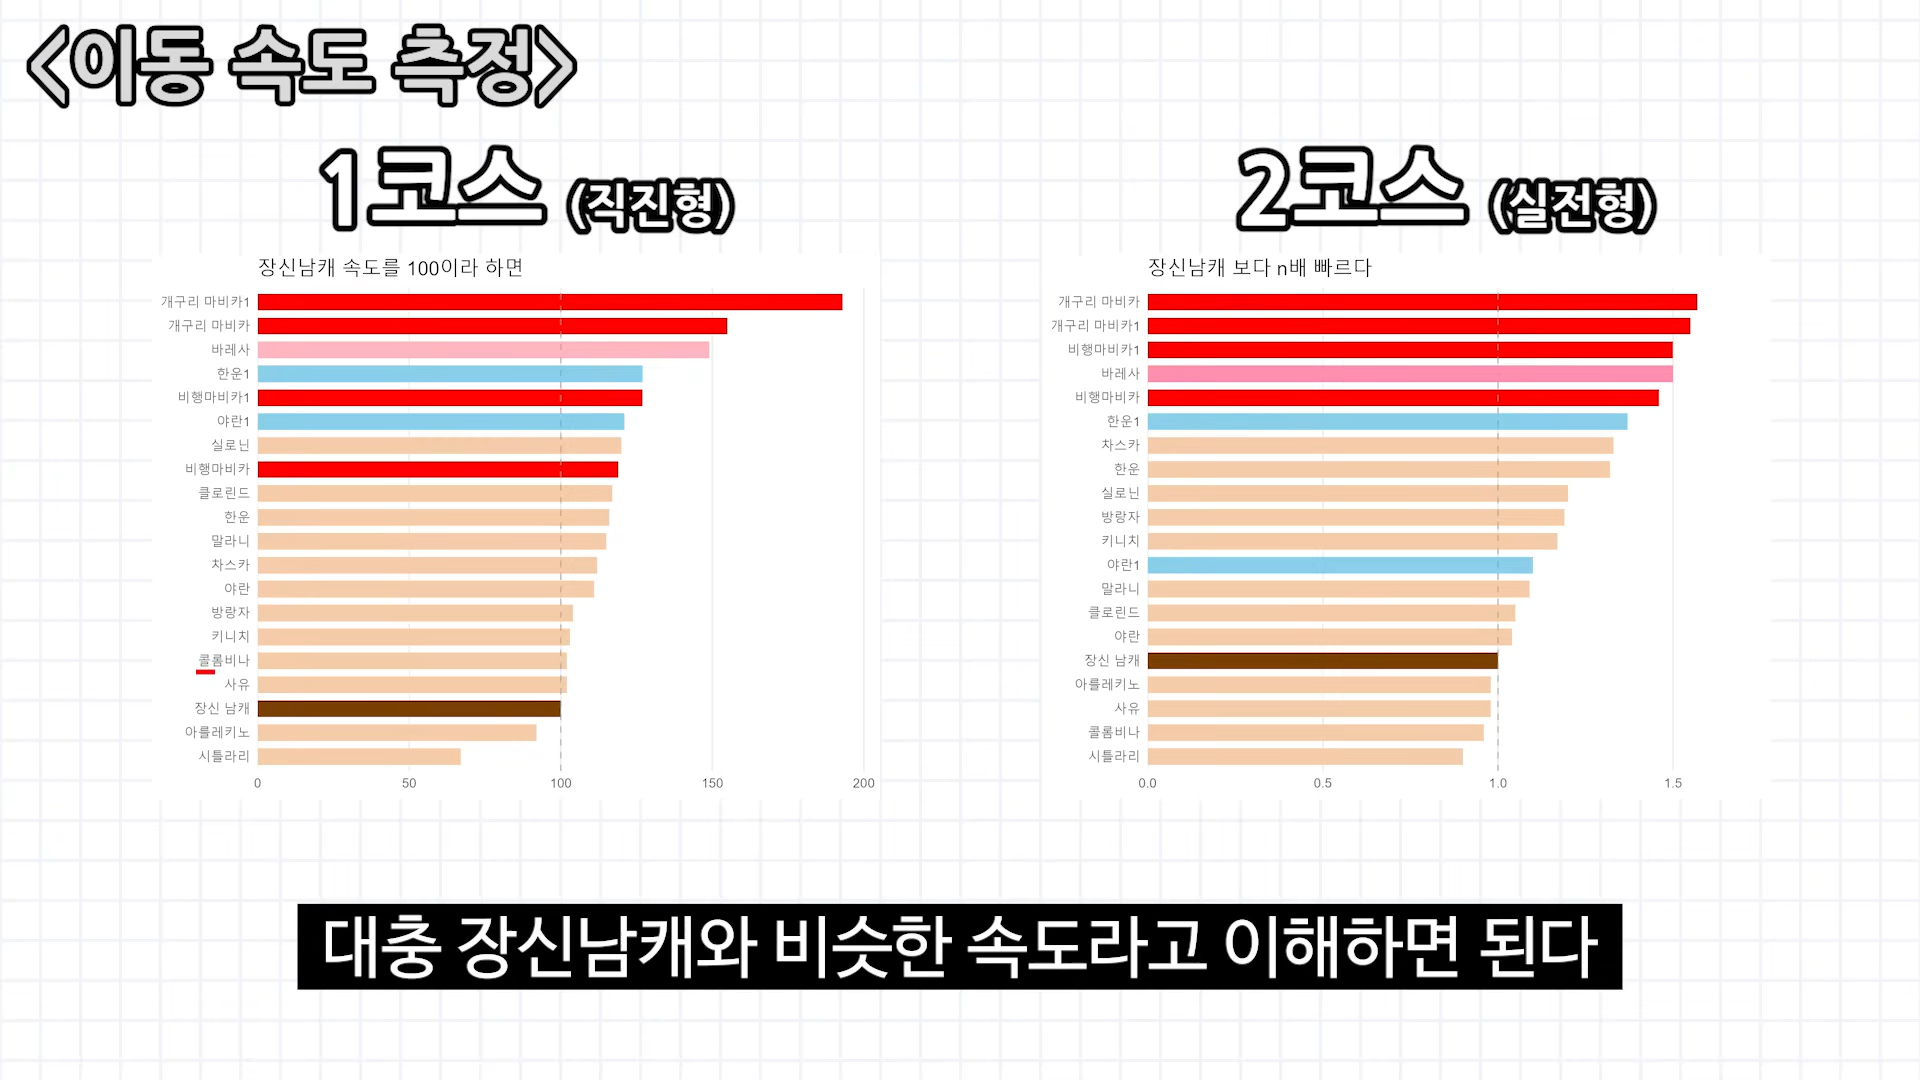 <이동 속도 측정>
1코스 (직진형)
장신남캐 속도를 100이라 하면
개구리 마비카1
개구리 마비카
바레사
한운1
비행마비카1
야란1
실로닌
비행마비카
클로린드
한운
말라니
차스카
야란
방랑자
키니치
콜롬비나
사유
장신 남캐
아를레키노
시틀라리
0 50 100 150 200
2코스 (실전형)
장신남캐 보다 n배 빠르다
개구리 마비카
개구리 마비카1
비행마비카1
바레사
비행마비카
한운1
차스카
한운
실로닌
방랑자
키니치
야란1
말라니
클로린드
야란
장신 남캐
아를레키노
사유
콜롬비나
시틀라리
0.0 0.5 1.0 1.5
대충 장신남캐와 비슷한 속도라고 이해하면 된다